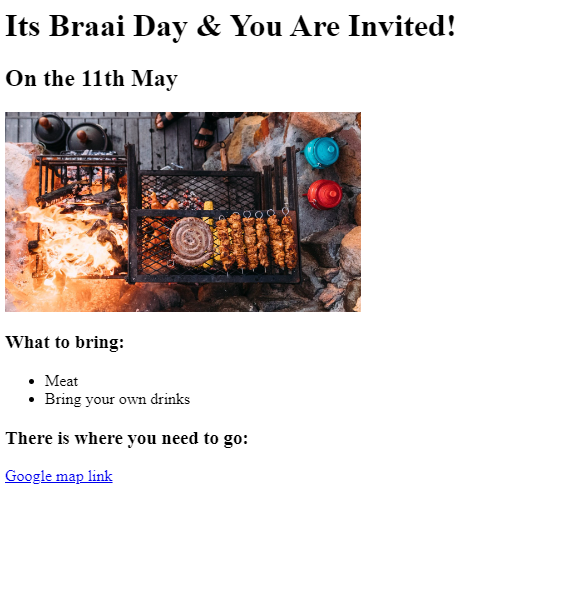 Its Braai Day & You Are Invited!
On the 11th May
What to bring:
Meat
Bring your own drinks
There is where you need to go:
Google map link